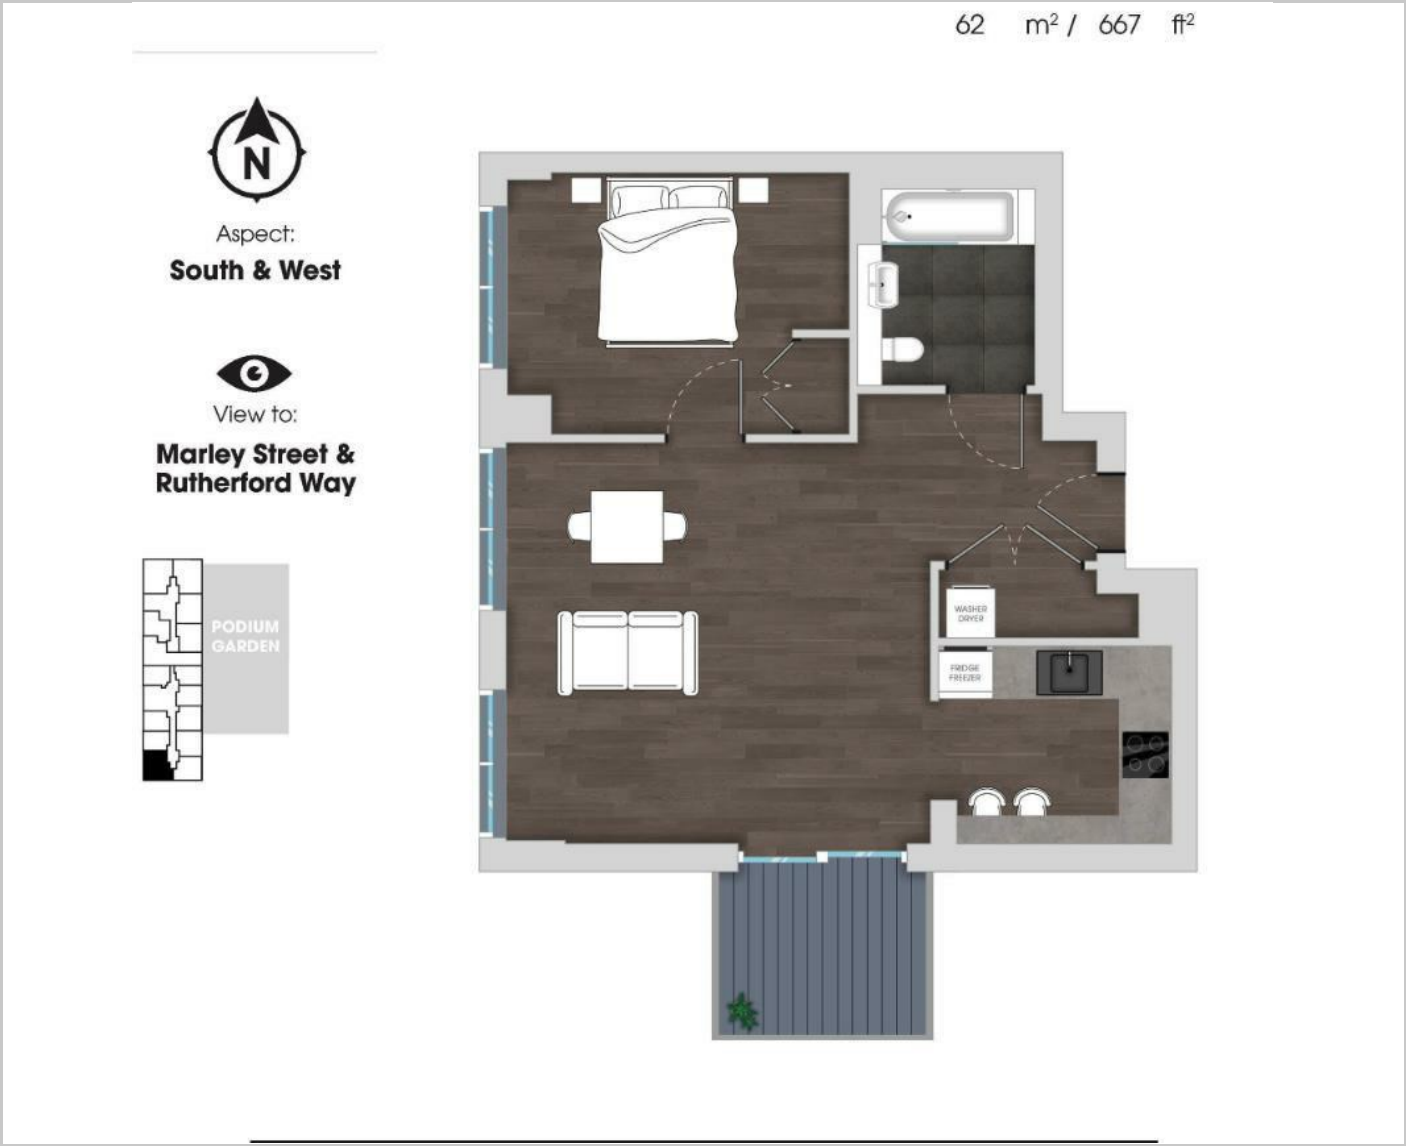 62 m² / 667 ft²
N
Aspect:
South & West
View to:
Marley Street &
Rutherford Way
PODIUM
GARDEN
WASHER
DRYER
FRIDGE
FREEZER